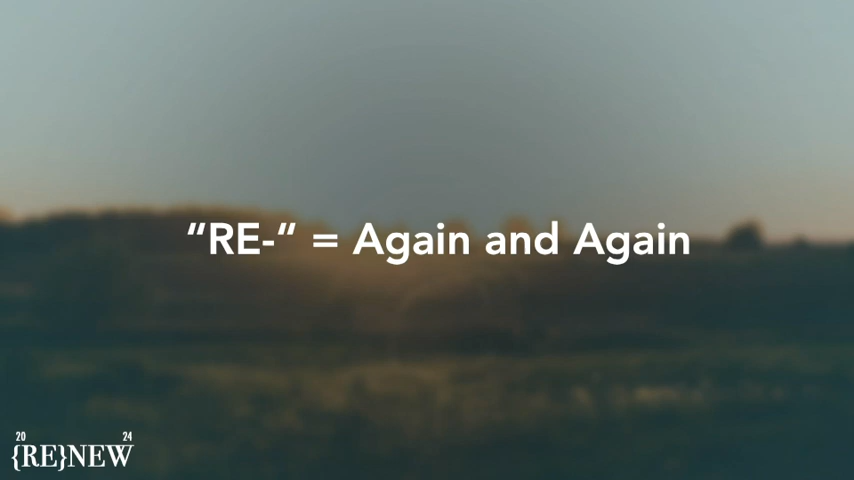 “RE-“ = Again and Again
20 24
{RE}NEW